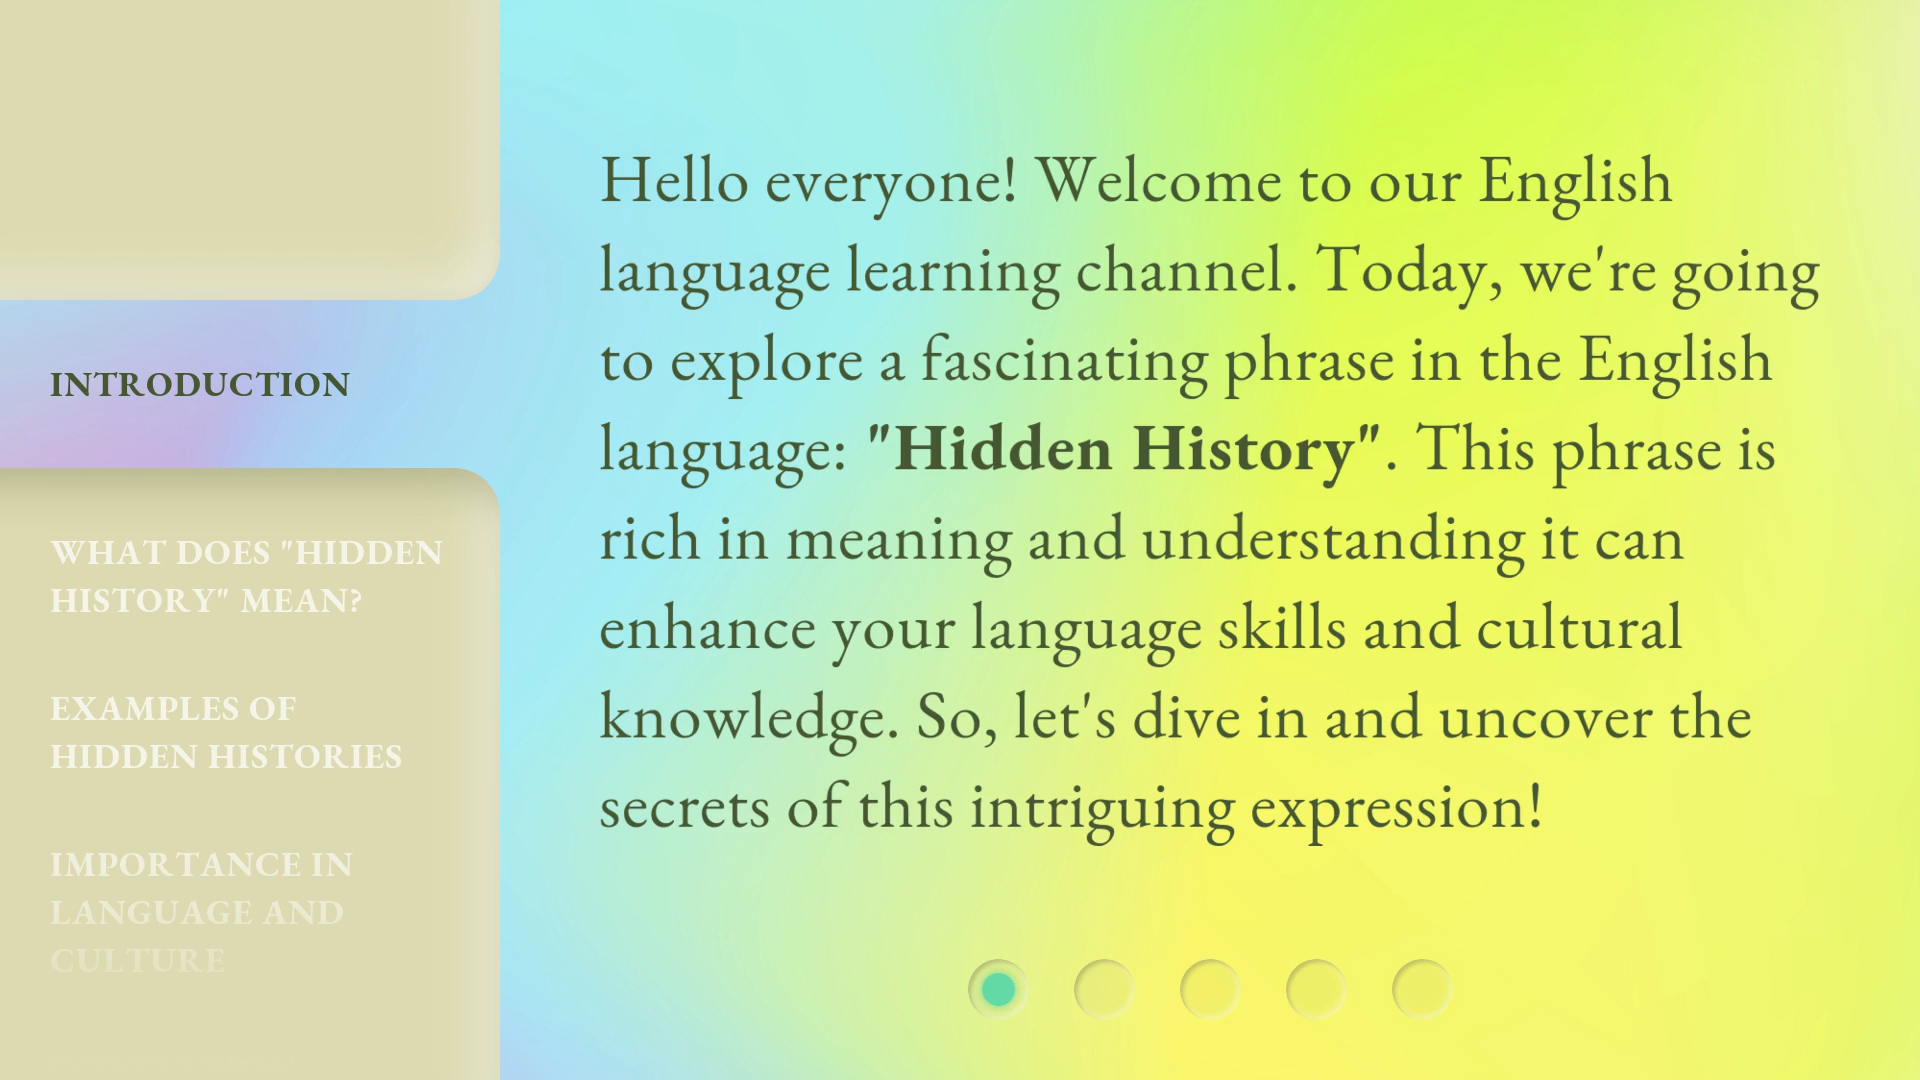 INTRODUCTION
WHAT DOES "HIDDEN
HISTORY" MEAN?
EXAMPLES OF
HIDDEN HISTORIES
IMPORTANCE IN
LANGUAGE AND
CULTURE
Hello everyone! Welcome to our English
language learning channel. Today, we're going
to explore a fascinating phrase in the English
language: "Hidden History". This phrase is
rich in meaning and understanding it can
enhance your language skills and cultural
knowledge. So, let's dive in and uncover the
secrets of this intriguing expression!